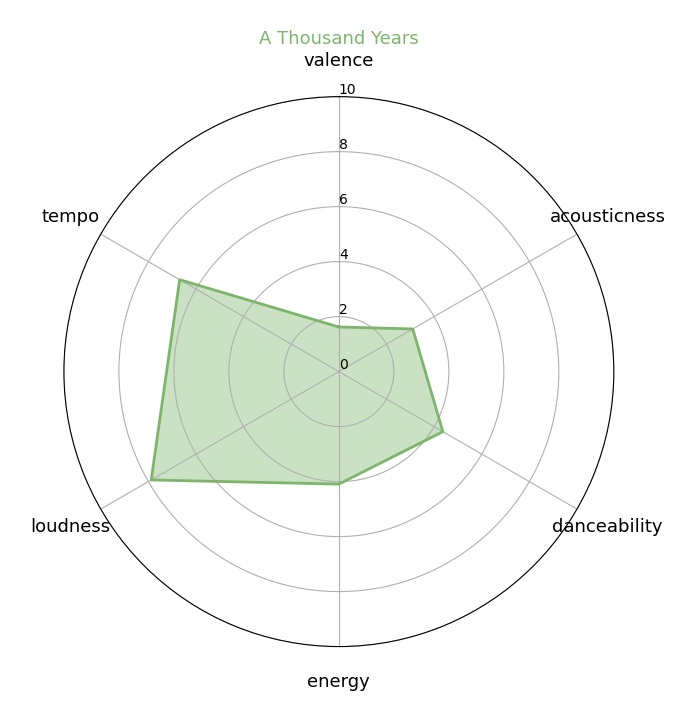 A Thousand Years
valence
10
8
6
4
2
0
tempo
acousticness
loudness
danceability
energy